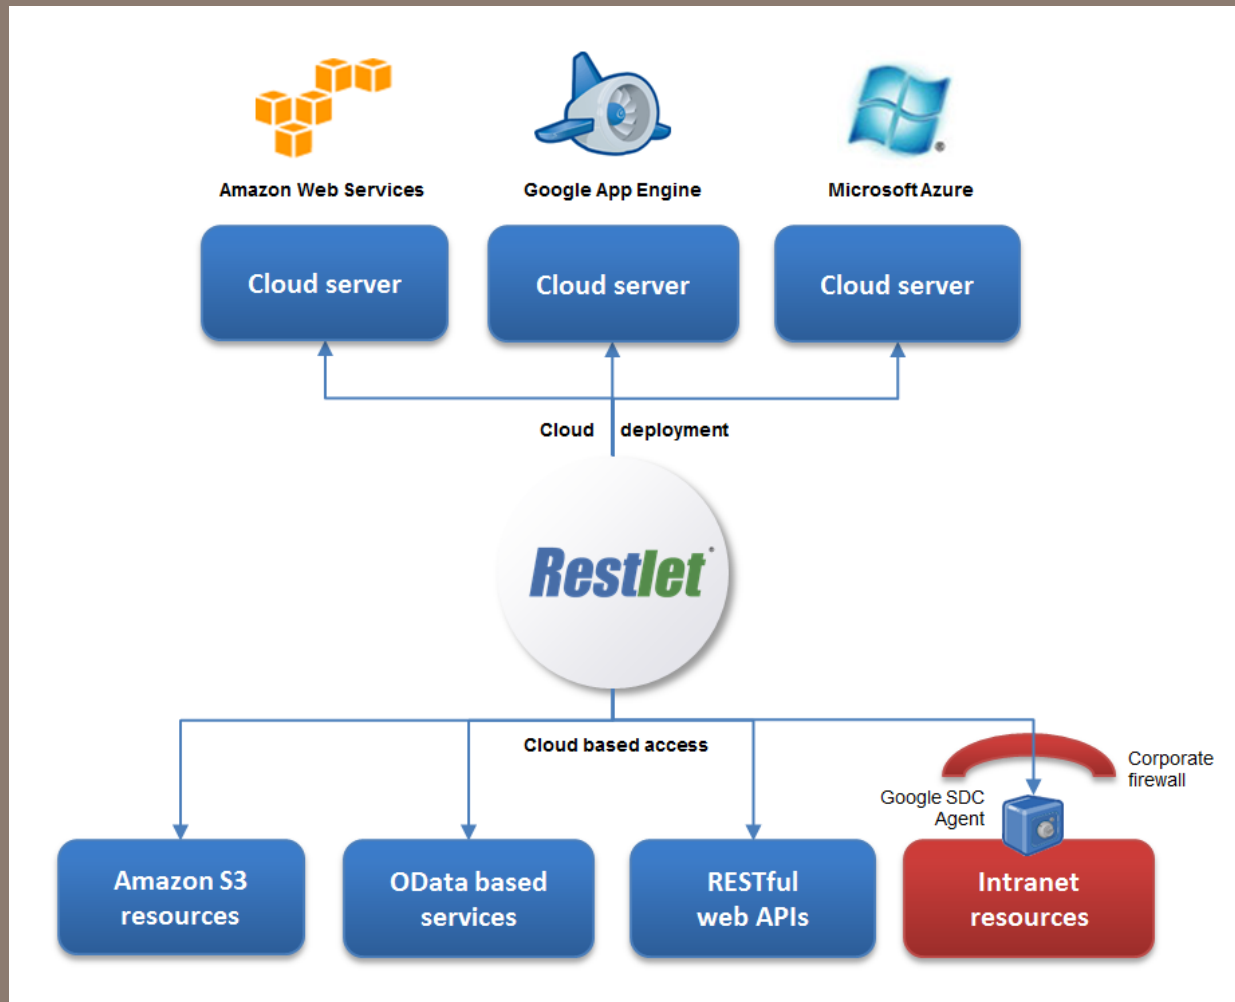 Amazon Web Services
Google App Engine
Microsoft Azure
Cloud server
Cloud server
Cloud server
Cloud deployment
Restlet
Cloud based access
Corporate
firewall
Google SDC
Agent
Amazon S3
resources
OData based
services
RESTful
web APIs
Intranet
resources